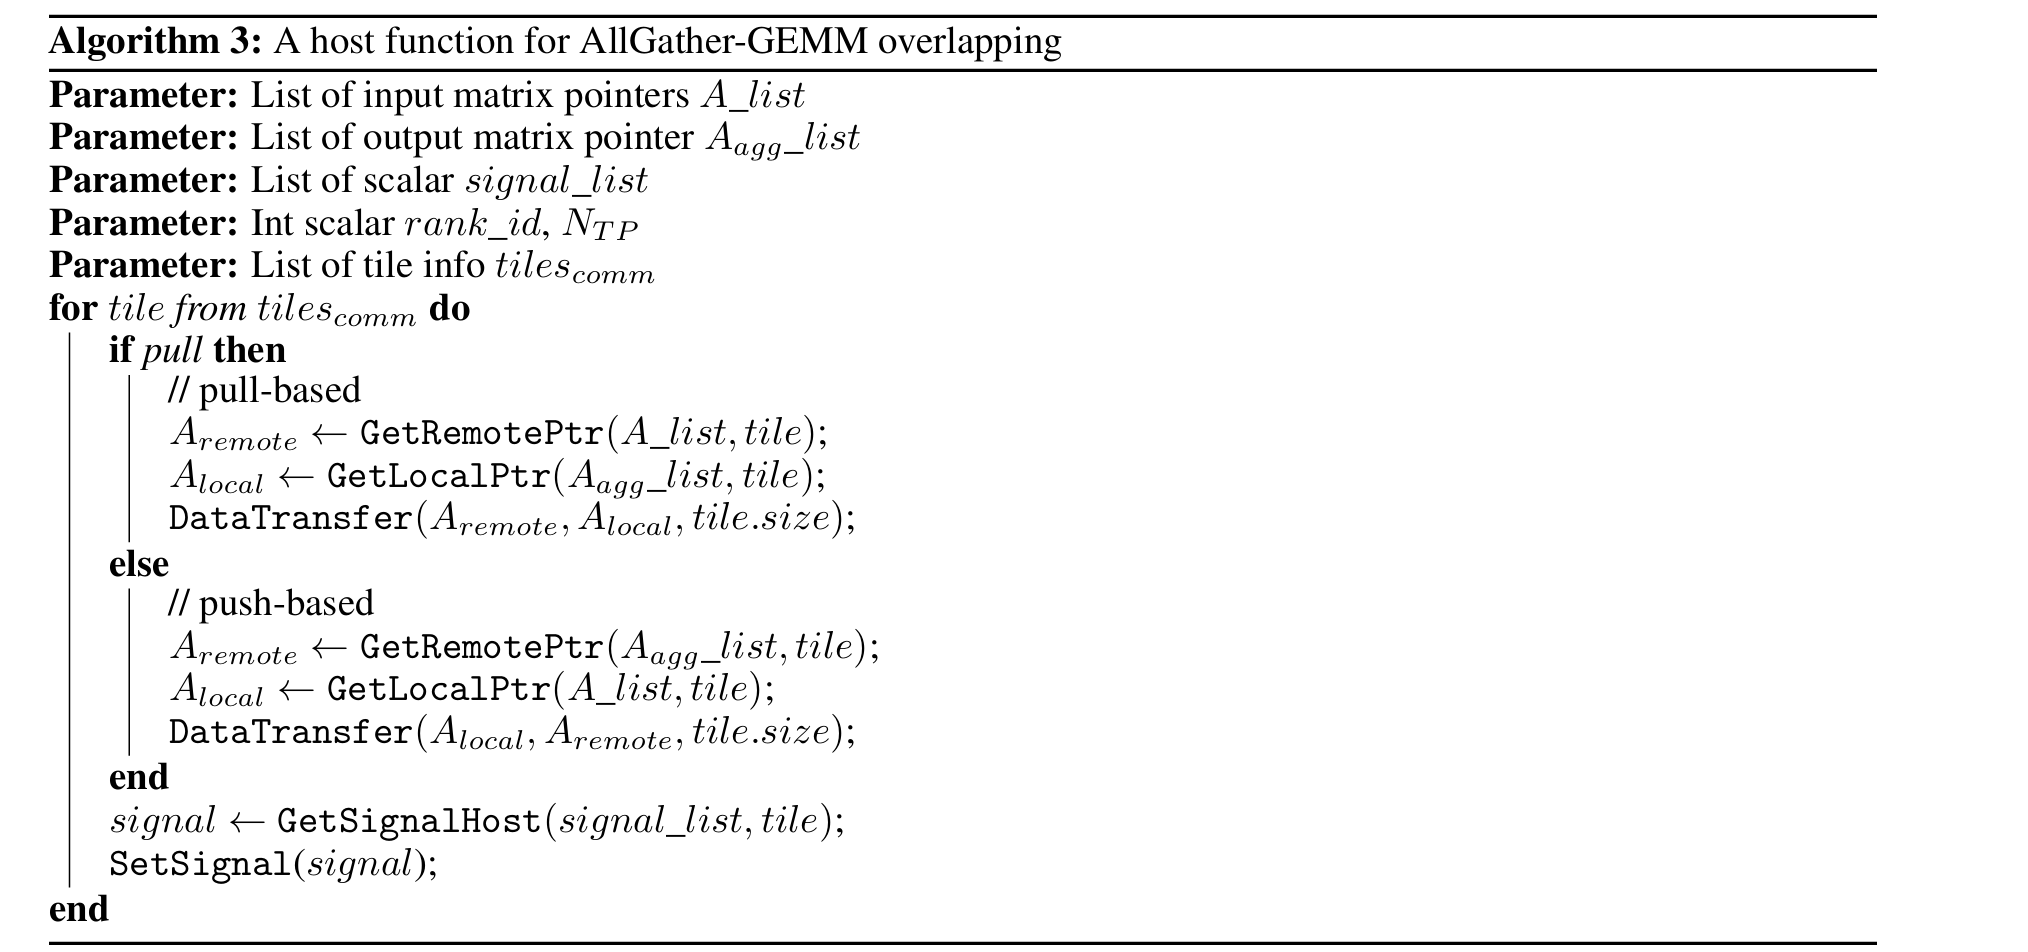 Algorithm 3: A host function for AllGather-GEMM overlapping
Parameter: List of input matrix pointers A_list
Parameter: List of output matrix pointer A_agg_list
Parameter: List of scalar signal_list
Parameter: Int scalar rank_id, N_TP
Parameter: List of tile info tiles_comm
for tile from tiles_comm do
if pull then
// pull-based
A_remote ← GetRemotePtr(A_list, tile);
A_local ← GetLocalPtr(A_agg_list, tile);
DataTransfer(A_remote, A_local, tile.size);
else
// push-based
A_remote ← GetRemotePtr(A_agg_list, tile);
A_local ← GetLocalPtr(A_list, tile);
DataTransfer(A_local, A_remote, tile.size);
end
signal ← GetSignalHost(signal_list, tile);
SetSignal(signal);
end